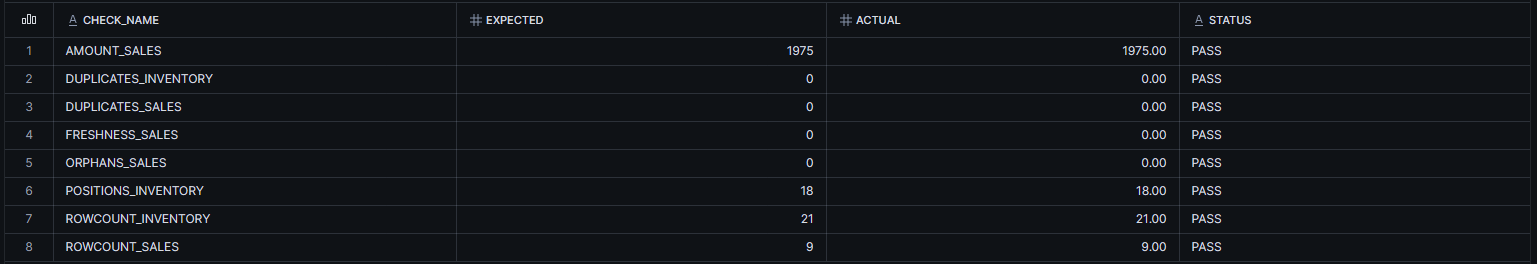 CHECK_NAME EXPECTED ACTUAL STATUS
1 AMOUNT_SALES 1975 1975.00 PASS
2 DUPLICATES_INVENTORY 0 0.00 PASS
3 DUPLICATES_SALES 0 0.00 PASS
4 FRESHNESS_SALES 0 0.00 PASS
5 ORPHANS_SALES 0 0.00 PASS
6 POSITIONS_INVENTORY 18 18.00 PASS
7 ROWCOUNT_INVENTORY 21 21.00 PASS
8 ROWCOUNT_SALES 9 9.00 PASS